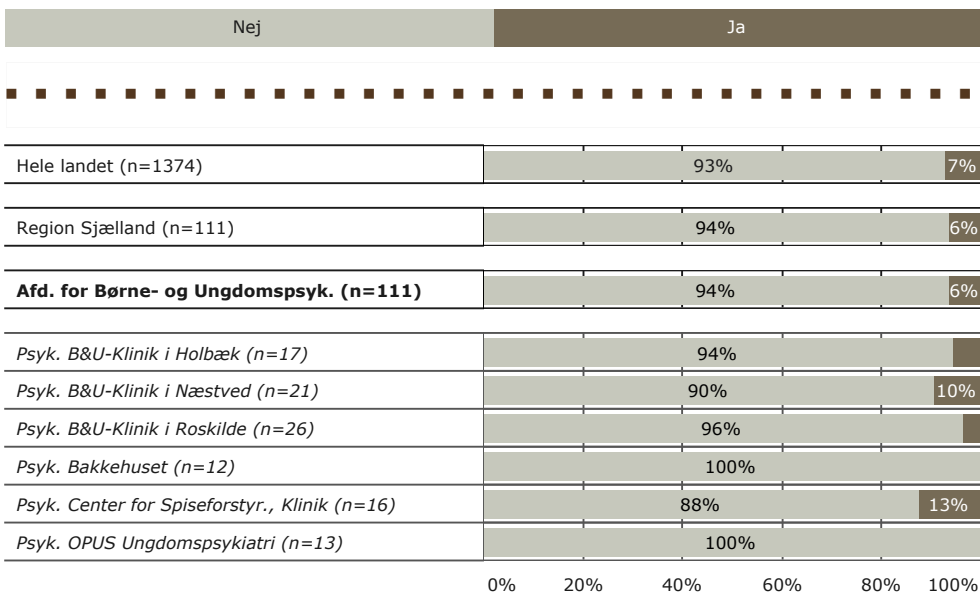 Nej Ja
Hele landet (n=1374) 93% 7%
Region Sjælland (n=111) 94% 6%
Afd. for Børne- og Ungdomspsyk. (n=111) 94% 6%
Psyk. B&U-Klinik i Holbæk (n=17) 94%
Psyk. B&U-Klinik i Næstved (n=21) 90% 10%
Psyk. B&U-Klinik i Roskilde (n=26) 96%
Psyk. Bakkehuset (n=12) 100%
Psyk. Center for Spiseforstyr., Klinik (n=16) 88% 13%
Psyk. OPUS Ungdomspsykiatri (n=13) 100%
0% 20% 40% 60% 80% 100%